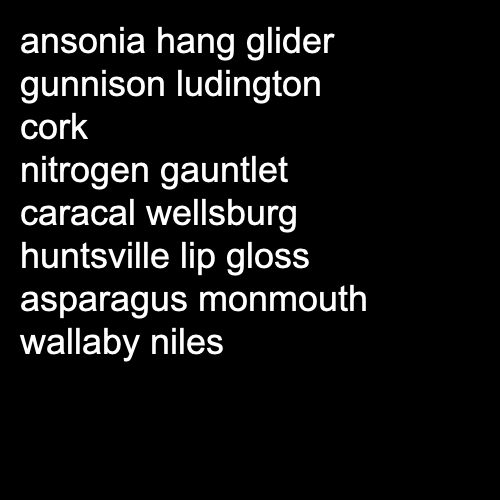 ansonia hang glider
gunnison ludington
cork
nitrogen gauntlet
caracal wellsburg
huntsville lip gloss
asparagus monmouth
wallaby niles